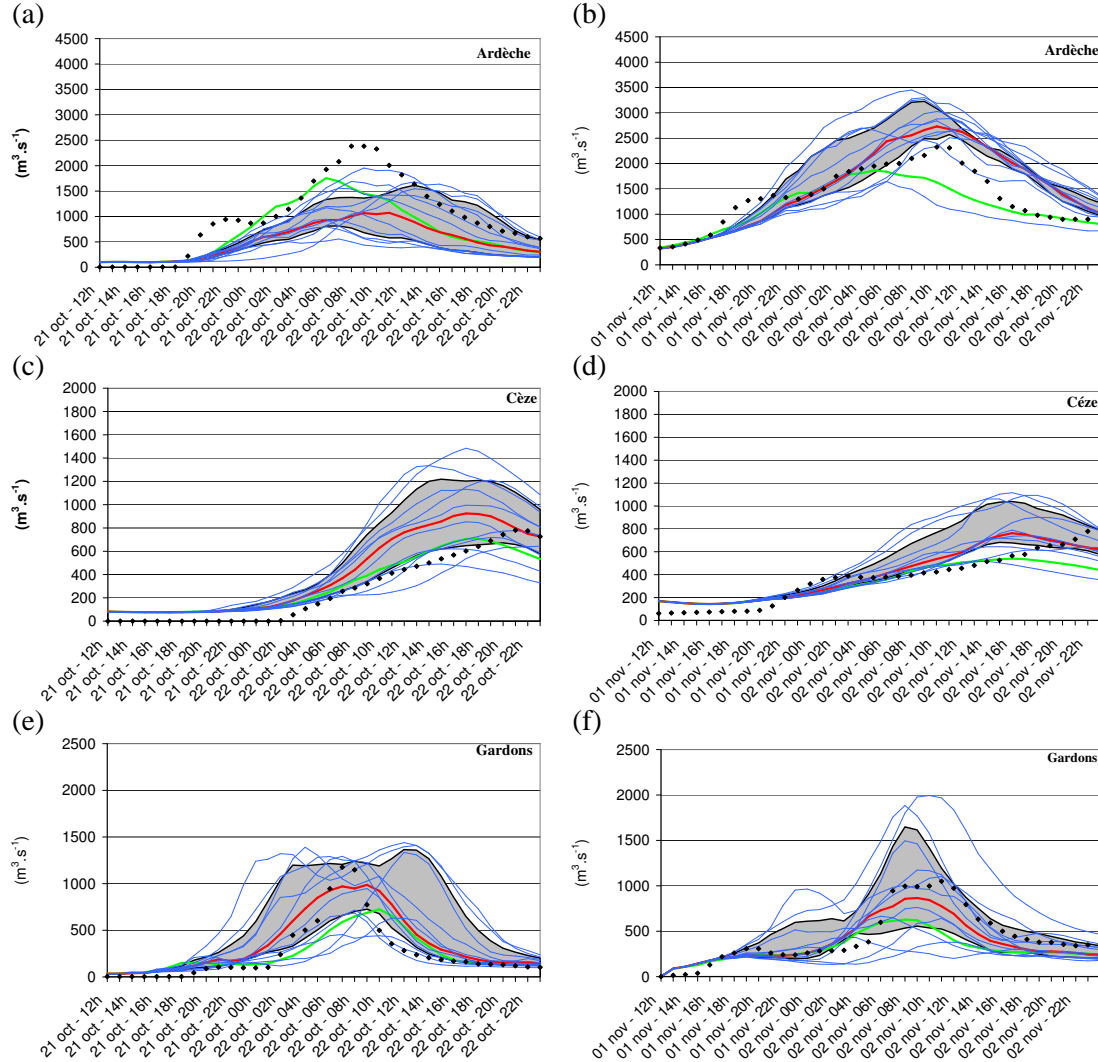 (a)
Ardèche
4500
4000
3500
3000
2500
2000
1500
1000
500
0
(m³.s⁻¹)
21 oct - 12h
21 oct - 14h
21 oct - 16h
21 oct - 18h
21 oct - 20h
21 oct - 22h
22 oct - 00h
22 oct - 02h
22 oct - 04h
22 oct - 06h
22 oct - 08h
22 oct - 10h
22 oct - 12h
22 oct - 14h
22 oct - 16h
22 oct - 18h
22 oct - 20h
22 oct - 22h
(b)
Ardèche
4500
4000
3500
3000
2500
2000
1500
1000
500
0
(m³.s⁻¹)
01 nov - 12h
01 nov - 14h
01 nov - 16h
01 nov - 18h
01 nov - 20h
01 nov - 22h
02 nov - 00h
02 nov - 02h
02 nov - 04h
02 nov - 06h
02 nov - 08h
02 nov - 10h
02 nov - 12h
02 nov - 14h
02 nov - 16h
02 nov - 18h
02 nov - 20h
02 nov - 22h
(c)
Cèze
2000
1800
1600
1400
1200
1000
800
600
400
200
0
(m³.s⁻¹)
21 oct - 12h
21 oct - 14h
21 oct - 16h
21 oct - 18h
21 oct - 20h
21 oct - 22h
22 oct - 00h
22 oct - 02h
22 oct - 04h
22 oct - 06h
22 oct - 08h
22 oct - 10h
22 oct - 12h
22 oct - 14h
22 oct - 16h
22 oct - 18h
22 oct - 20h
22 oct - 22h
(d)
Céze
2000
1800
1600
1400
1200
1000
800
600
400
200
0
(m³.s⁻¹)
01 nov - 12h
01 nov - 14h
01 nov - 16h
01 nov - 18h
01 nov - 20h
01 nov - 22h
02 nov - 00h
02 nov - 02h
02 nov - 04h
02 nov - 06h
02 nov - 08h
02 nov - 10h
02 nov - 12h
02 nov - 14h
02 nov - 16h
02 nov - 18h
02 nov - 20h
02 nov - 22h
(e)
Gardons
2500
2000
1500
1000
500
0
(m³.s⁻¹)
21 oct - 12h
21 oct - 14h
21 oct - 16h
21 oct - 18h
21 oct - 20h
21 oct - 22h
22 oct - 00h
22 oct - 02h
22 oct - 04h
22 oct - 06h
22 oct - 08h
22 oct - 10h
22 oct - 12h
22 oct - 14h
22 oct - 16h
22 oct - 18h
22 oct - 20h
22 oct - 22h
(f)
Gardons
2500
2000
1500
1000
500
0
(m³.s⁻¹)
01 nov - 12h
01 nov - 14h
01 nov - 16h
01 nov - 18h
01 nov - 20h
01 nov - 22h
02 nov - 00h
02 nov - 02h
02 nov - 04h
02 nov - 06h
02 nov - 08h
02 nov - 10h
02 nov - 12h
02 nov - 14h
02 nov - 16h
02 nov - 18h
02 nov - 20h
02 nov - 22h